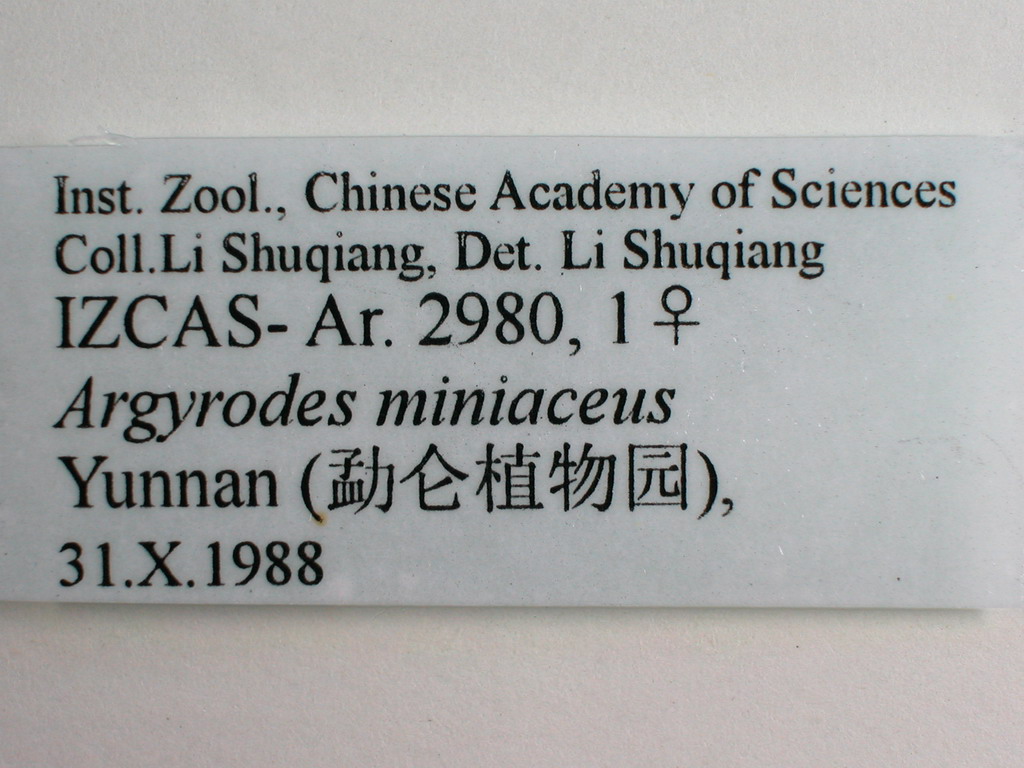 Inst. Zool., Chinese Academy of Sciences
Coll.Li Shuqiang, Det. Li Shuqiang
IZCAS- Ar. 2980, 1 ♀
Argyrodes miniaceus
Yunnan (勐仑植物园),
31.X.1988